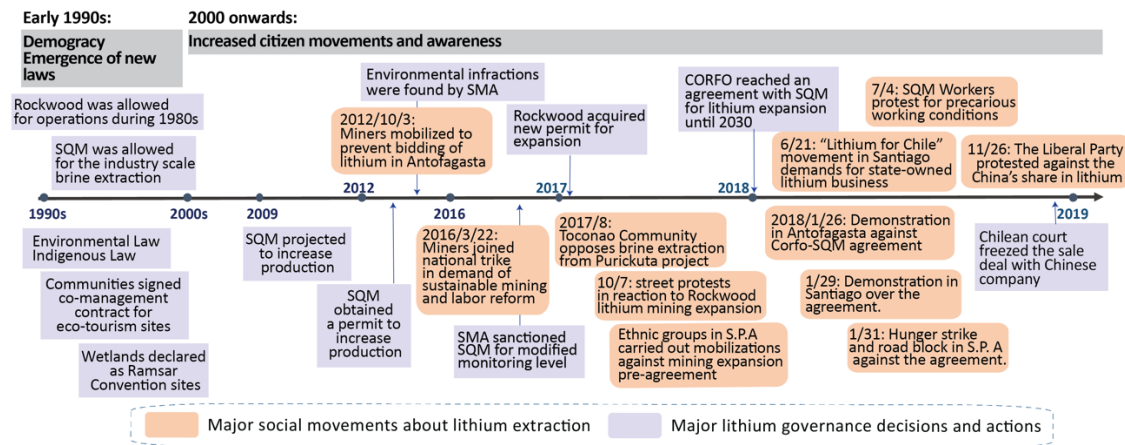 Early 1990s:
2000 onwards:
Demogracy
Emergence of new
laws
Increased citizen movements and awareness
Rockwood was allowed
for operations during 1980s
SQM was allowed
for the industry scale
brine extraction
Environmental infractions
were found by SMA
2012/10/3:
Miners mobilized to
prevent bidding of
lithium in Antofagasta
Rockwood acquired
new permit for
expansion
CORFO reached an
agreement with SQM
for lithium expansion
until 2030
7/4: SQM Workers
protest for precarious
working conditions
6/21: “Lithium for Chile”
movement in Santiago
demands for state-owned
lithium business
11/26: The Liberal Party
protested against the
China’s share in lithium
1990s
2000s
2009
2012
2016
2017
2018
2019
Environmental Law
Indigenous Law
Communities signed
co-management
contract for
eco-tourism sites
Wetlands declared
as Ramsar
Convention sites
SQM projected
to increase
production
SQM
obtained a
a permit to
increase
production
2016/3/22:
Miners joined
national trike
in demand of
sustainable mining
and labor reform
SMA sanctioned
SQM for modified
monitoring level
2017/8:
Toconao Community
opposes brine extraction
from Purickuta project
10/7: street protests
in reaction to Rockwood
lithium mining expansion
Ethnic groups in S.P.A
carried out mobilizations
against mining expansion
pre-agreement
2018/1/26: Demonstration
in Antofagasta against
Corfo-SQM agreement
1/29: Demonstration in
Santiago over the
agreement.
1/31: Hunger strike
and road block in S.P. A
against the agreement.
Chilean court
freezed the sale
deal with Chinese
company
Major social movements about lithium extraction
Major lithium governance decisions and actions